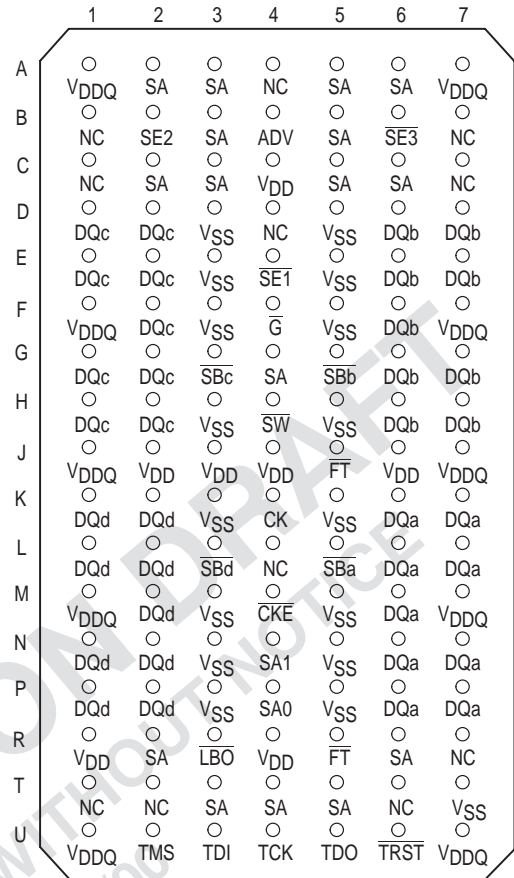 1 2 3 4 5 6 7
A VDDQ SA SA NC SA SA VDDQ
B NC SE2 SA ADV SA SE3 NC
C NC SA SA VDD SA SA NC
D DQc DQc VSS NC VSS DQb DQb
E DQc DQc VSS SE1 VSS DQb DQb
F VDDQ DQc VSS G VSS DQb VDDQ
G DQc DQc SBc SA SBb DQb DQb
H DQc DQc VSS SW VSS DQb DQb
J VDDQ VDD VDD VDD FT VDD VDDQ
K DQd DQd VSS CK VSS DQa DQa
L DQd DQd SBd NC SBa DQa DQa
M VDDQ DQd VSS CKE VSS DQa VDDQ
N DQd DQd VSS SA1 VSS DQa DQa
P DQd DQd VSS SA0 VSS DQa DQa
R VDD SA LBO VDD FT SA NC
T NC NC SA SA SA NC VSS
U VDDQ TMS TDI TCK TDO TRST VDDQ
ON DRAFT
WITHOUT NOTICE